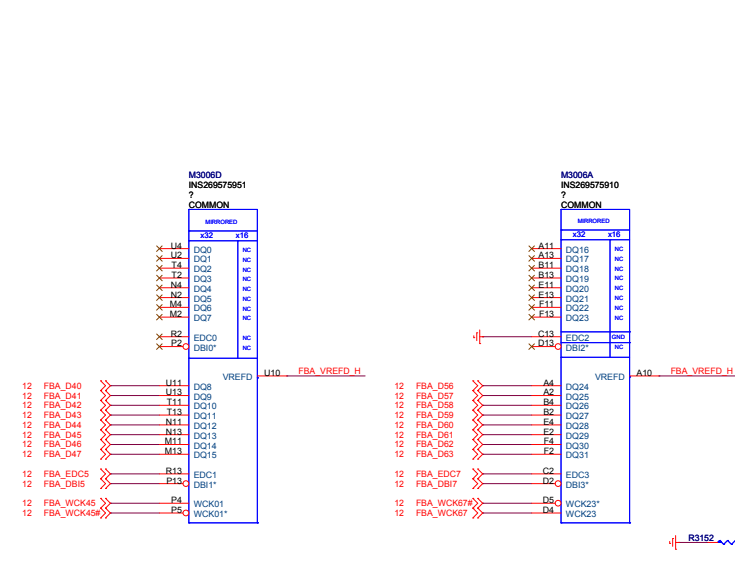 M3006D
INS269575951
?
COMMON
MIRRORED
x32 x16
U4 DQ0 NC
U2 DQ1 NC
T4 DQ2 NC
T2 DQ3 NC
N4 DQ4 NC
N2 DQ5 NC
M4 DQ6 NC
M2 DQ7 NC
R2 EDC0 NC
P2 DBI0* NC
VREFD U10 FBA_VREFD_H
12 FBA_D40 U11 DQ8
12 FBA_D41 U13 DQ9
12 FBA_D42 T11 DQ10
12 FBA_D43 T13 DQ11
12 FBA_D44 N11 DQ12
12 FBA_D45 N13 DQ13
12 FBA_D46 M11 DQ14
12 FBA_D47 M13 DQ15
12 FBA_EDC5 R13 EDC1
12 FBA_DBI5 P13 DBI1*
12 FBA_WCK45 P4 WCK01
12 FBA_WCK45# P5 WCK01*
M3006A
INS269575910
?
COMMON
MIRRORED
x32 x16
A11 DQ16 NC
A13 DQ17 NC
B11 DQ18 NC
B13 DQ19 NC
E11 DQ20 NC
E13 DQ21 NC
F11 DQ22 NC
F13 DQ23 NC
C13 EDC2 GND
D13 DBI2* NC
VREFD A10 FBA_VREFD_H
12 FBA_D56 A4 DQ24
12 FBA_D57 A2 DQ25
12 FBA_D58 B4 DQ26
12 FBA_D59 B2 DQ27
12 FBA_D60 E4 DQ28
12 FBA_D61 E2 DQ29
12 FBA_D62 F4 DQ30
12 FBA_D63 F2 DQ31
12 FBA_EDC7 C2 EDC3
12 FBA_DBI7 D2 DBI3*
12 FBA_WCK67# D5 WCK23*
12 FBA_WCK67 D4 WCK23
R3152